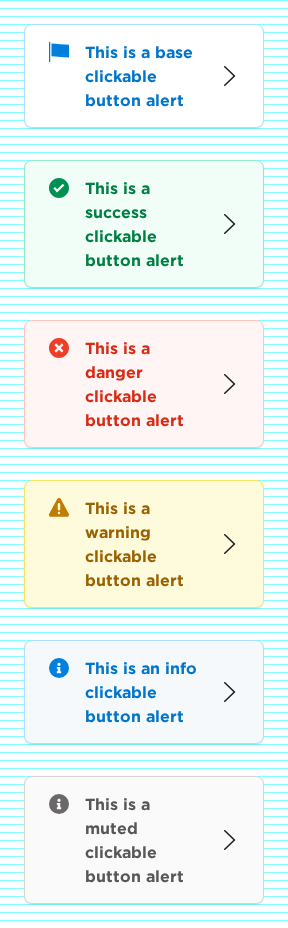 This is a base
clickable
button alert
This is a
success
clickable
button alert
This is a
danger
clickable
button alert
This is a
warning
clickable
button alert
This is an info
clickable
button alert
This is a
muted
clickable
button alert